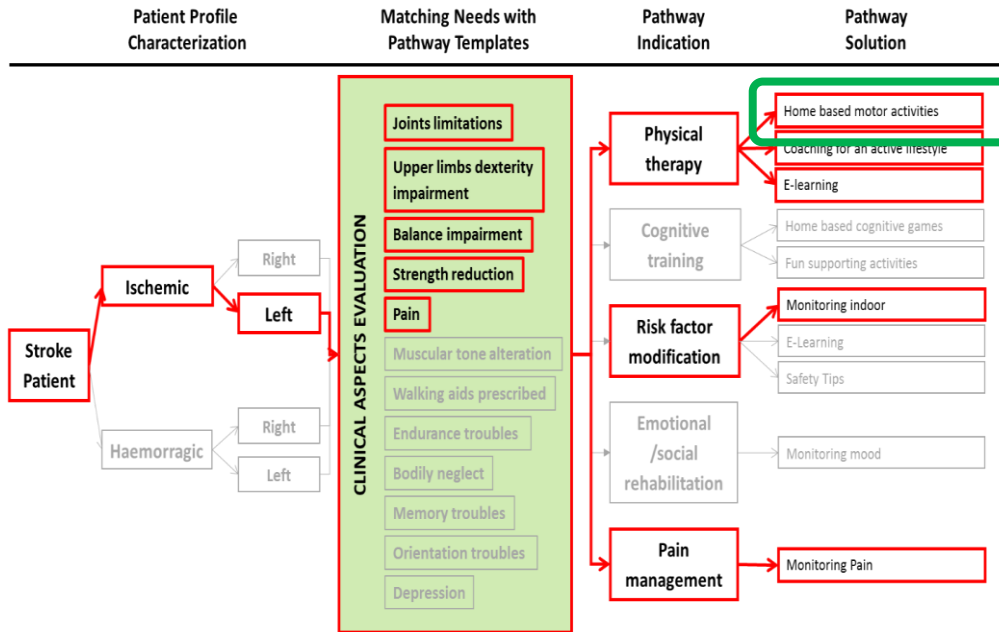 Patient Profile
Characterization
Matching Needs with
Pathway Templates
Pathway
Indication
Pathway
Solution
Stroke
Patient
Ischemic
Right
Left
Haemorragic
Right
Left
CLINICAL ASPECTS EVALUATION
Joints limitations
Upper limbs dexterity
impairment
Balance impairment
Strength reduction
Pain
Muscular tone alteration
Walking aids prescribed
Endurance troubles
Bodily neglect
Memory troubles
Orientation troubles
Depression
Physical
therapy
Home based motor activities
Coaching for an active lifestyle
E-learning
Cognitive
training
Home based cognitive games
Fun supporting activities
Risk factor
modification
Monitoring indoor
E-Learning
Safety Tips
Emotional
/social
rehabilitation
Monitoring mood
Pain
management
Monitoring Pain